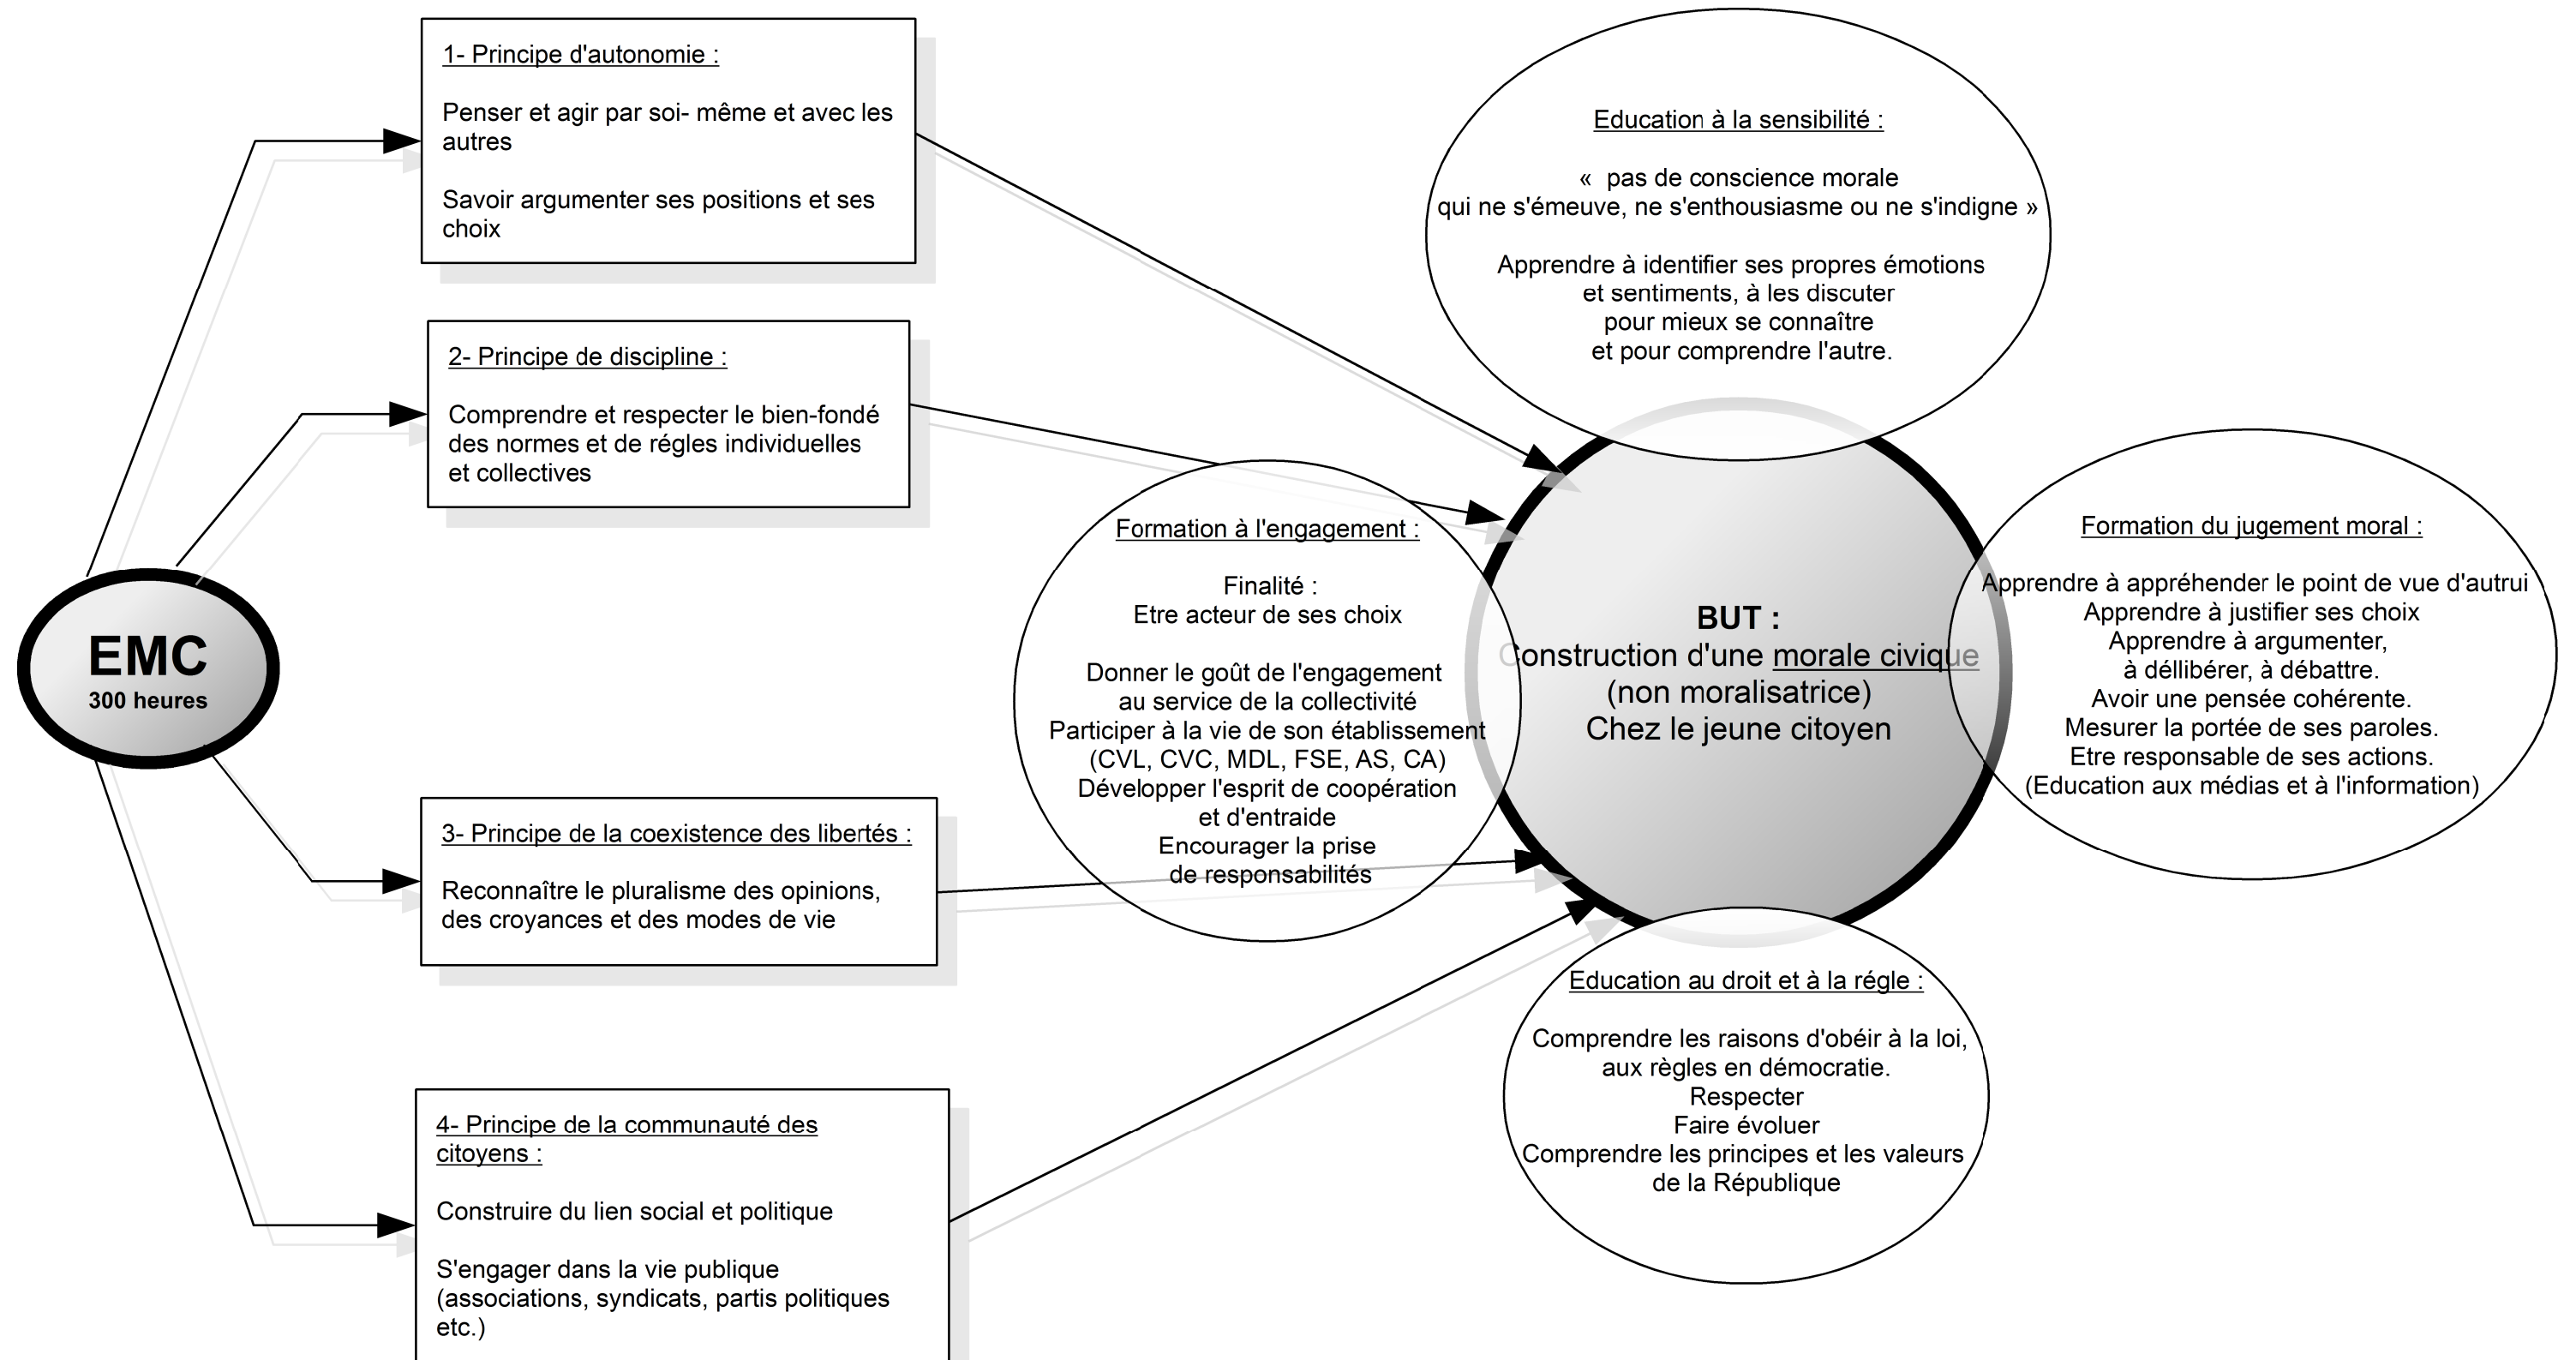 EMC
300 heures
1- Principe d'autonomie :
Penser et agir par soi- même et avec les
autres
Savoir argumenter ses positions et ses
choix
2- Principe de discipline :
Comprendre et respecter le bien-fondé
des normes et de régles individuelles
et collectives
3- Principe de la coexistence des libertés :
Reconnaître le pluralisme des opinions,
des croyances et des modes de vie
4- Principe de la communauté des
citoyens :
Construire du lien social et politique
S'engager dans la vie publique
(associations, syndicats, partis politiques
etc.)
Formation à l'engagement :
Finalité :
Etre acteur de ses choix
Donner le goût de l'engagement
au service de la collectivité
Participer à la vie de son établissement
(CVL, CVC, MDL, FSE, AS, CA)
Développer l'esprit de coopération
et d'entraide
Encourager la prise
de responsabilités
Education à la sensibilité :
«  pas de conscience morale
qui ne s'émeuve, ne s'enthousiasme ou ne s'indigne »
Apprendre à identifier ses propres émotions
et sentiments, à les discuter
pour mieux se connaître
et pour comprendre l'autre.
BUT :
Construction d'une morale civique
(non moralisatrice)
Chez le jeune citoyen
Formation du jugement moral :
Apprendre à appréhender le point de vue d'autrui
Apprendre à justifier ses choix
Apprendre à argumenter,
à déllibérer, à débattre.
Avoir une pensée cohérente.
Mesurer la portée de ses paroles.
Etre responsable de ses actions.
(Education aux médias et à l'information)
Education au droit et à la régle :
Comprendre les raisons d'obéir à la loi,
aux règles en démocratie.
Respecter
Faire évoluer
Comprendre les principes et les valeurs
de la République